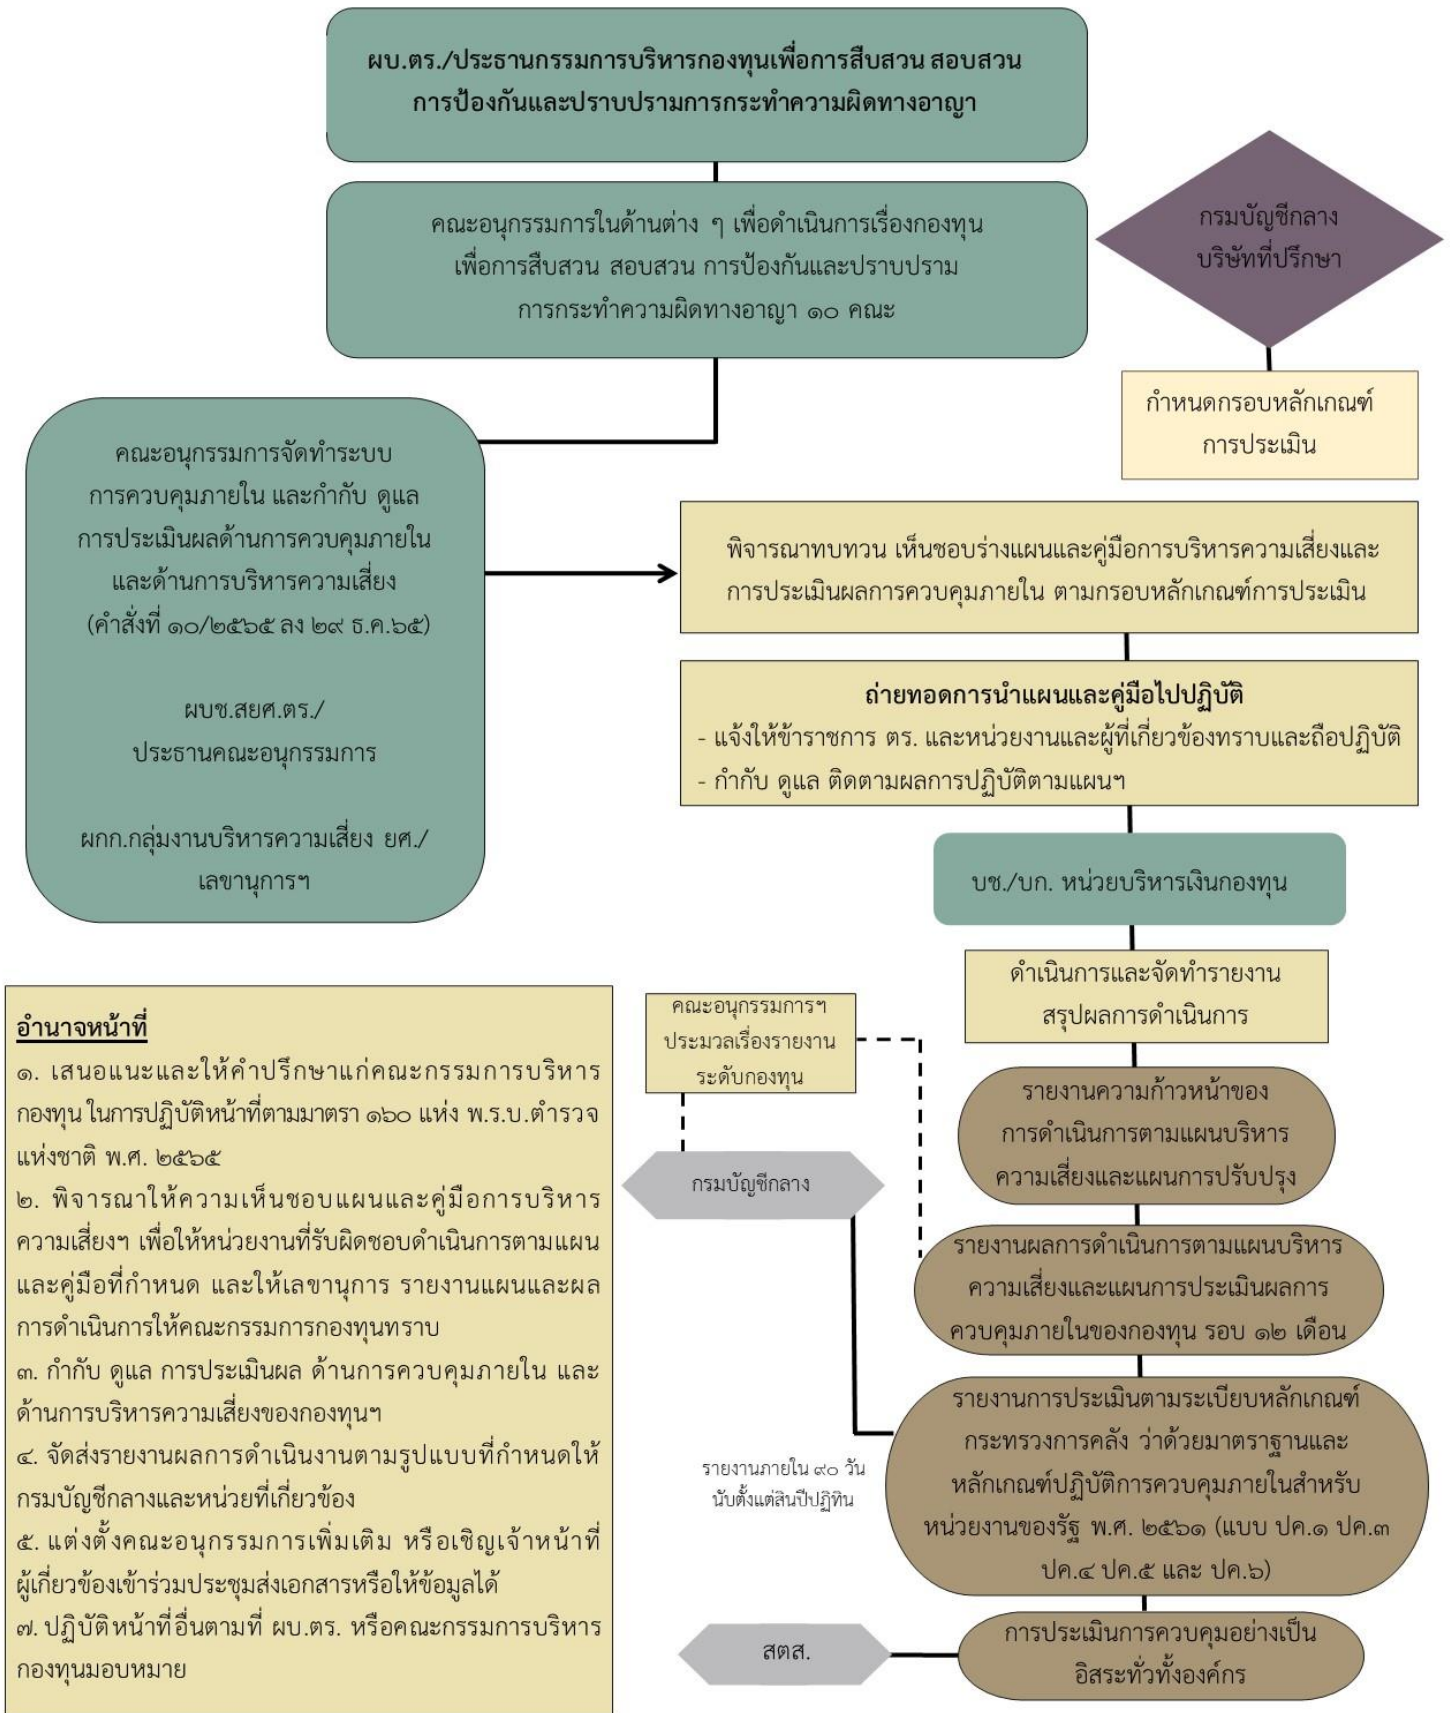 ผบ.ตร./ประธานกรรมการบริหารกองทุนเพื่อการสืบสวน สอบสวน
การป้องกันและปราบปรามการกระทำความผิดทางอาญา
คณะอนุกรรมการในด้านต่าง ๆ เพื่อดำเนินการเรื่องกองทุน
เพื่อการสืบสวน สอบสวน การป้องกันและปราบปราม
การกระทำความผิดทางอาญา ๑๐ คณะ
กรมบัญชีกลาง
บริษัทที่ปรึกษา
กำหนดกรอบหลักเกณฑ์
การประเมิน
คณะอนุกรรมการจัดทำระบบ
การควบคุมภายใน และกำกับ ดูแล
การประเมินผลด้านการควบคุมภายใน
และด้านการบริหารความเสี่ยง
(คำสั่งที่ ๑๐/๒๕๖๕ ลง ๒๙ ธ.ค.๖๕)
ผบช.สยศ.ตร./
ประธานคณะอนุกรรมการ
ผกก.กลุ่มงานบริหารความเสี่ยง ยศ./
เลขานุการฯ
พิจารณาทบทวน เห็นชอบร่างแผนและคู่มือการบริหารความเสี่ยงและ
การประเมินผลการควบคุมภายใน ตามกรอบหลักเกณฑ์การประเมิน
ถ่ายทอดการนำแผนและคู่มือไปปฏิบัติ
- แจ้งให้ข้าราชการ ตร. และหน่วยงานและผู้ที่เกี่ยวข้องทราบและถือปฏิบัติ
- กำกับ ดูแล ติดตามผลการปฏิบัติตามแผนฯ
บช./บก. หน่วยบริหารเงินกองทุน
ดำเนินการและจัดทำรายงาน
สรุปผลการดำเนินการ
คณะอนุกรรมการฯ
ประมวลเรื่องรายงาน
ระดับกองทุน
กรมบัญชีกลาง
รายงานความก้าวหน้าของ
การดำเนินการตามแผนบริหาร
ความเสี่ยงและแผนการปรับปรุง
รายงานผลการดำเนินการตามแผนบริหาร
ความเสี่ยงและแผนการประเมินผลการ
ควบคุมภายในของกองทุน รอบ ๑๒ เดือน
รายงานภายใน ๙๐ วัน
นับตั้งแต่สินปีปฏิทิน
รายงานการประเมินตามระเบียบหลักเกณฑ์
กระทรวงการคลัง ว่าด้วยมาตราฐานและ
หลักเกณฑ์ปฏิบัติการควบคุมภายในสำหรับ
หน่วยงานของรัฐ พ.ศ. ๒๕๖๑ (แบบ ปค.๑ ปค.๓
ปค.๔ ปค.๕ และ ปค.๖)
สตส.
การประเมินการควบคุมอย่างเป็น
อิสระทั่วทั้งองค์กร
อำนาจหน้าที่
๑. เสนอแนะและให้คำปรึกษาแก่คณะกรรมการบริหาร
กองทุน ในการปฏิบัติหน้าที่ตามมาตรา ๑๖๐ แห่ง พ.ร.บ.ตำรวจ
แห่งชาติ พ.ศ. ๒๕๖๕
๒. พิจารณาให้ความเห็นชอบแผนและคู่มือการบริหาร
ความเสี่ยงฯ เพื่อให้หน่วยงานที่รับผิดชอบดำเนินการตามแผน
และคู่มือที่กำหนด และให้เลขานุการ รายงานแผนและผล
การดำเนินการให้คณะกรรมการกองทุนทราบ
๓. กำกับ ดูแล การประเมินผล ด้านการควบคุมภายใน และ
ด้านการบริหารความเสี่ยงของกองทุนฯ
๔. จัดส่งรายงานผลการดำเนินงานตามรูปแบบที่กำหนดให้
กรมบัญชีกลางและหน่วยที่เกี่ยวข้อง
๕. แต่งตั้งคณะอนุกรรมการเพิ่มเติม หรือเชิญเจ้าหน้าที่
ผู้เกี่ยวข้องเข้าร่วมประชุมส่งเอกสารหรือให้ข้อมูลได้
๗. ปฏิบัติหน้าที่อื่นตามที่ ผบ.ตร. หรือคณะกรรมการบริหาร
กองทุนมอบหมาย